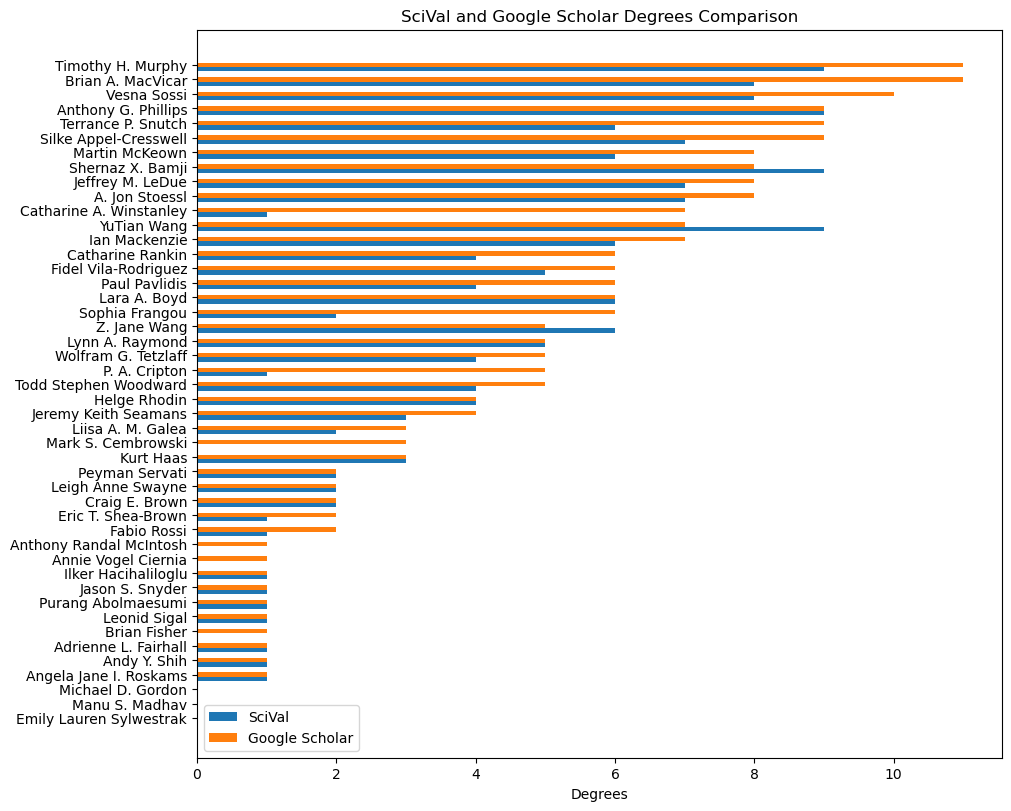 SciVal and Google Scholar Degrees Comparison
Timothy H. Murphy
Brian A. MacVicar
Vesna Sossi
Anthony G. Phillips
Terrance P. Snutch
Silke Appel-Cresswell
Martin McKeown
Shernaz X. Bamji
Jeffrey M. LeDue
A. Jon Stoessl
Catharine A. Winstanley
YuTian Wang
Ian Mackenzie
Catharine Rankin
Fidel Vila-Rodriguez
Paul Pavlidis
Lara A. Boyd
Sophia Frangou
Z. Jane Wang
Lynn A. Raymond
Wolfram G. Tetzlaff
P. A. Cripton
Todd Stephen Woodward
Helge Rhodin
Jeremy Keith Seamans
Liisa A. M. Galea
Mark S. Cembrowski
Kurt Haas
Peyman Servati
Leigh Anne Swayne
Craig E. Brown
Eric T. Shea-Brown
Fabio Rossi
Anthony Randal McIntosh
Annie Vogel Ciernia
Ilker Hacihaliloglu
Jason S. Snyder
Purang Abolmaesumi
Leonid Sigal
Brian Fisher
Adrienne L. Fairhall
Andy Y. Shih
Angela Jane I. Roskams
Michael D. Gordon
Manu S. Madhav
Emily Lauren Sylwestrak
SciVal
Google Scholar
0 2 4 6 8 10
Degrees